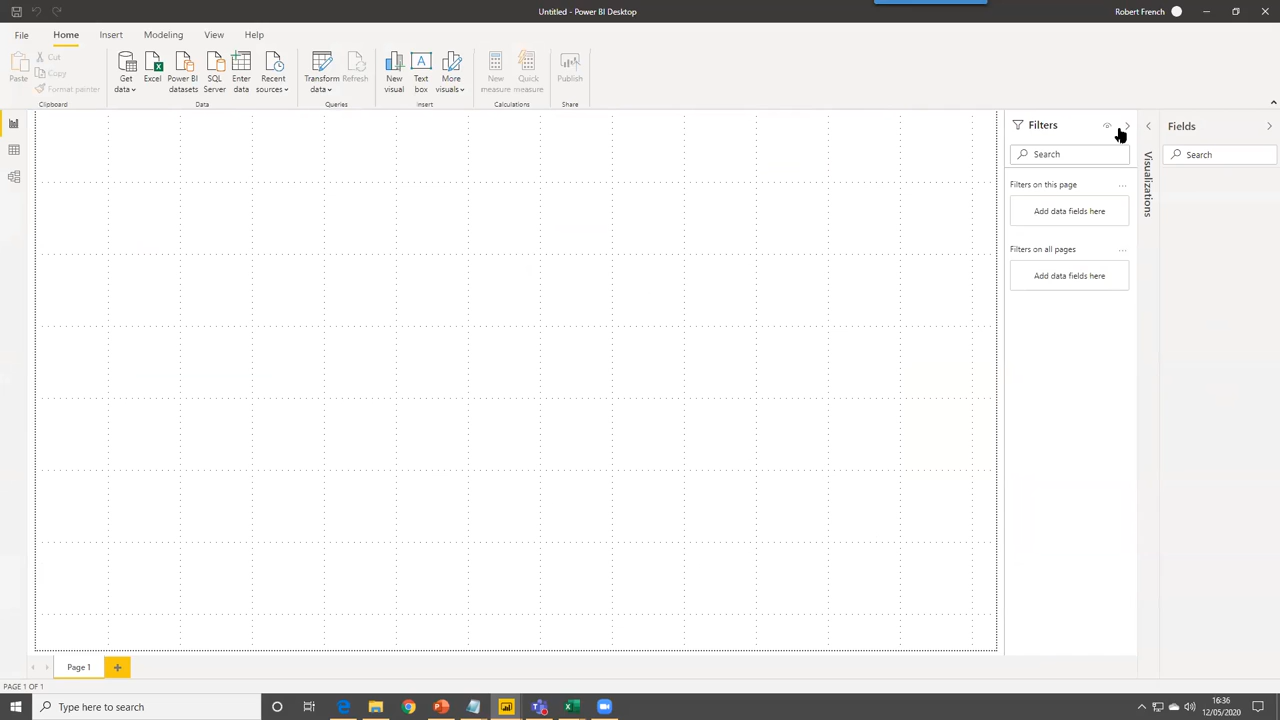 Untitled - Power BI Desktop
Robert French
File
Home
Insert
Modeling
View
Help
Paste
Cut
Copy
Format painter
Clipboard
Get
data
Excel
Power BI
datasets
SQL
Server
Enter
data
Recent
sources
Data
Transform
data
Refresh
Queries
New
visual
Text
box
More
visuals
Insert
New
measure
Quick
measure
Calculations
Publish
Share
Filters
Search
Filters on this page
...
Add data fields here
Filters on all pages
...
Add data fields here
Visualizations
Fields
Search
Page 1
PAGE 1 OF 1
Type here to search
16:36
12/05/2020